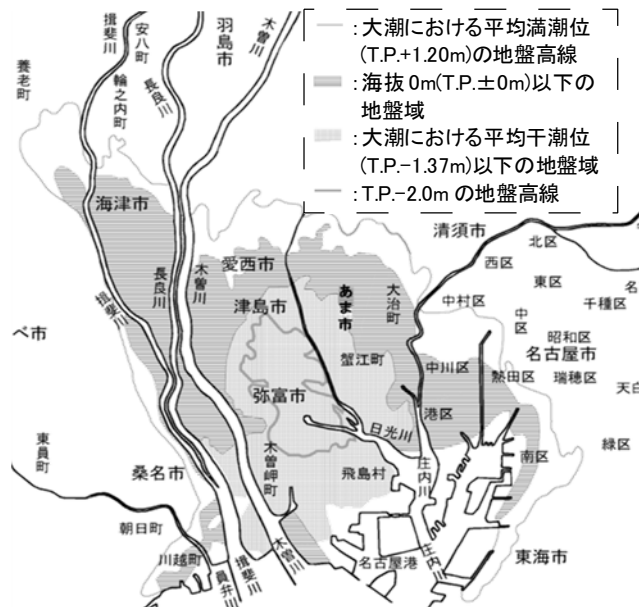 ：大潮における平均満潮位
(T.P.+1.20m)の地盤高線
：海抜 0m(T.P.±0m)以下の
地盤域
：大潮における平均干潮位
(T.P.−1.37m)以下の地盤域
：T.P.−2.0m の地盤高線
揖斐川
安八町
羽島市
木曽川
養老町
輪之内町
長良川
海津市
清須市
北区
西区
愛西市
東区
名
千種区
長良川
木曽川
津島市
あま市
大治町
中村区
中区
揖斐川
昭和区
べ市
蟹江町
中川区
名古屋市
熱田区
瑞穂区
天白
弥富市
港区
日光川
東員町
緑区
桑名市
木曽岬町
飛島村
庄内川
南区
朝日町
川越町
員弁川
揖斐川
木曽川
名古屋港
庄内川
東海市